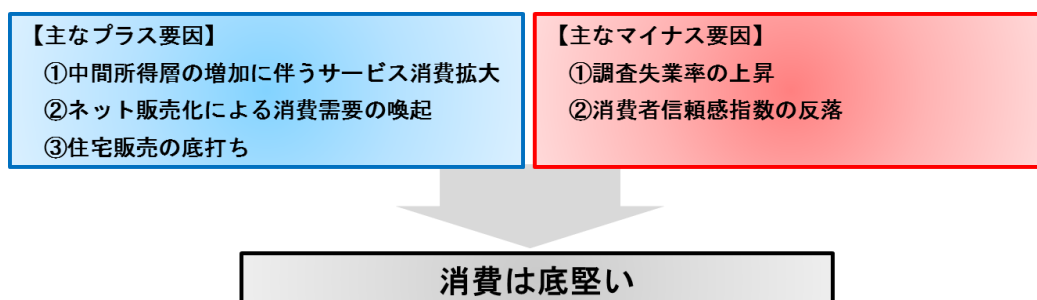 【主なプラス要因】
①中間所得層の増加に伴うサービス消費拡大
②ネット販売化による消費需要の喚起
③住宅販売の底打ち
【主なマイナス要因】
①調査失業率の上昇
②消費者信頼感指数の反落
消費は底堅い